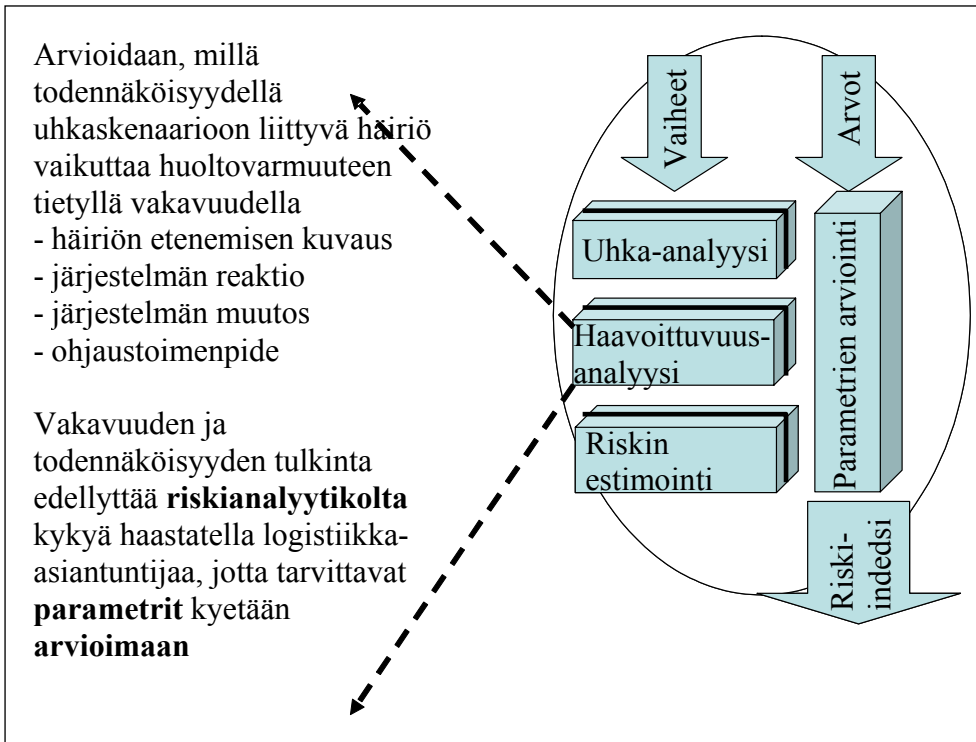 Arvioidaan, millä
todennäköisyydellä
uhkaskenaarioon liittyvä häiriö
vaikuttaa huoltovarmuuteen
tietyllä vakavuudella
- häiriön etenemisen kuvaus
- järjestelmän reaktio
- järjestelmän muutos
- ohjaustoimenpide
Vakavuuden ja
todennäköisyyden tulkinta
edellyttää riskianalyytikolta
kykyä haastatella logistiikka-
asiantuntijaa, jotta tarvittavat
parametrit kyetään
arvioimaan
Vaiheet
Arvot
Uhka-analyysi
Haavoittuvuus-
analyysi
Riskin
estimointi
Parametrien arviointi
Riski-
indedsi